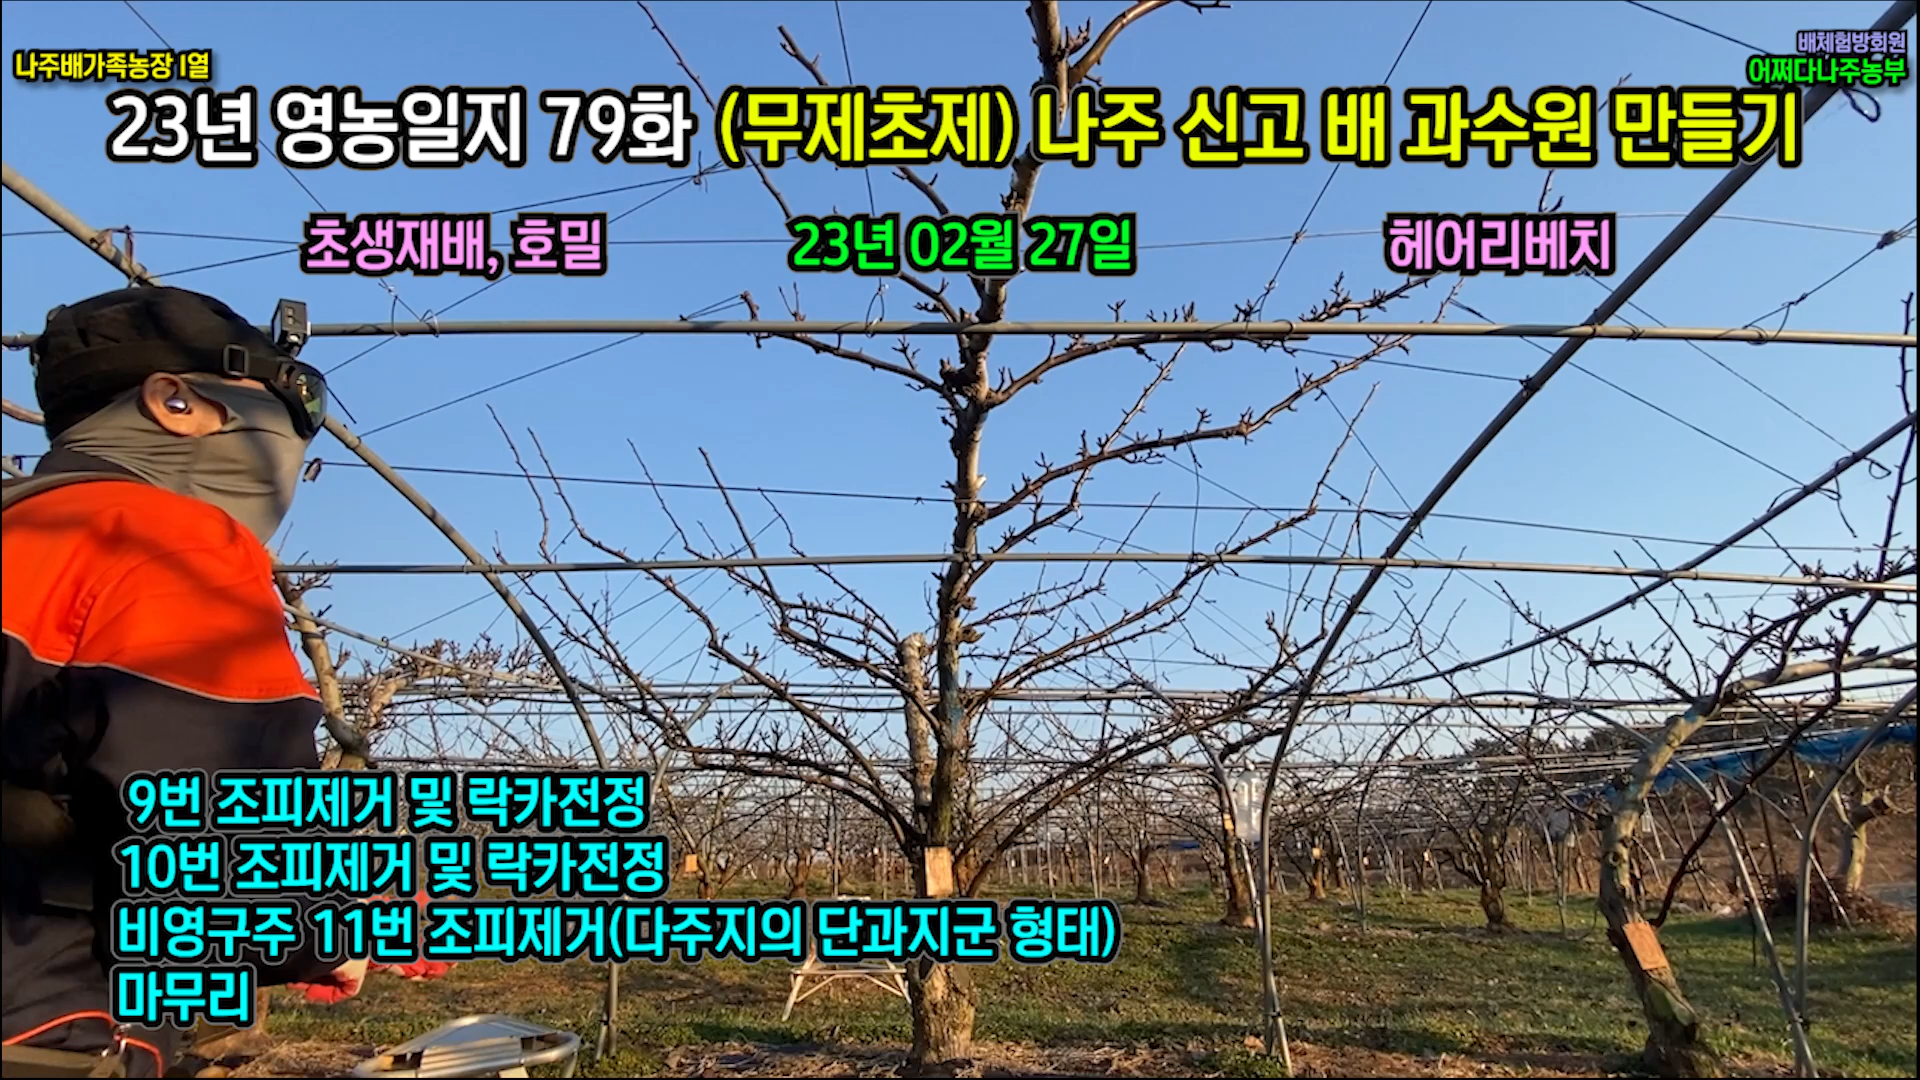 나주배가족농장 I열
배체험방회원
어쩌다나주농부
23년 영농일지 79화 (무제초제) 나주 신고 배 과수원 만들기
초생재배, 호밀
23년 02월 27일
헤어리베치
9번 조피제거 및 락카전정
10번 조피제거 및 락카전정
비영구주 11번 조피제거(다주지의 단과지군 형태)
마무리